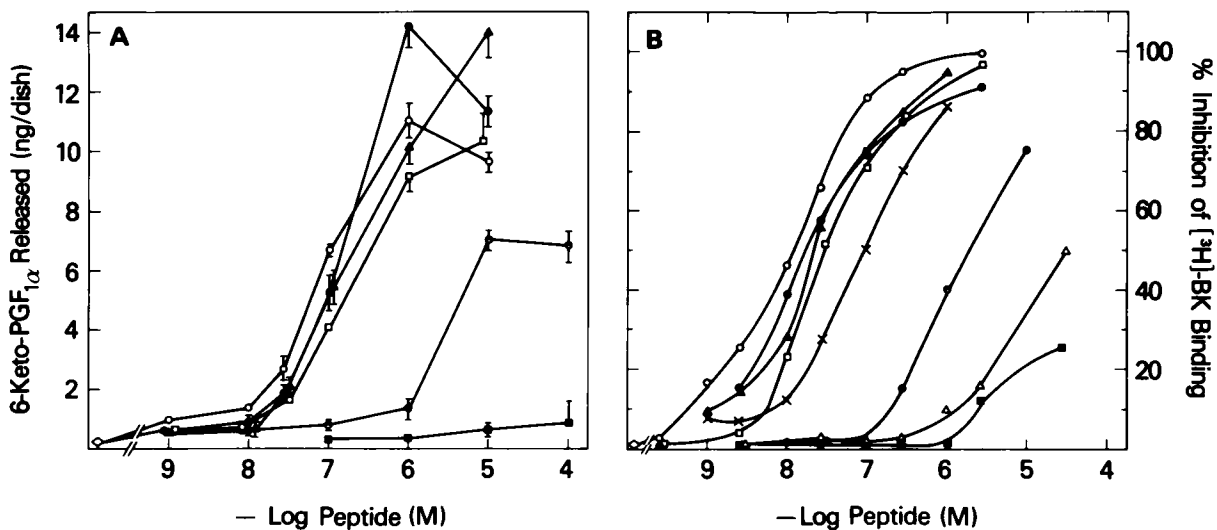 A
14
12
10
8
6
4
2
9 8 7 6 5 4
6-Keto-PGF1α Released (ng/dish)
— Log Peptide (M)
B
100
80
60
40
20
9 8 7 6 5 4
% Inhibition of [³H]-BK Binding
—Log Peptide (M)